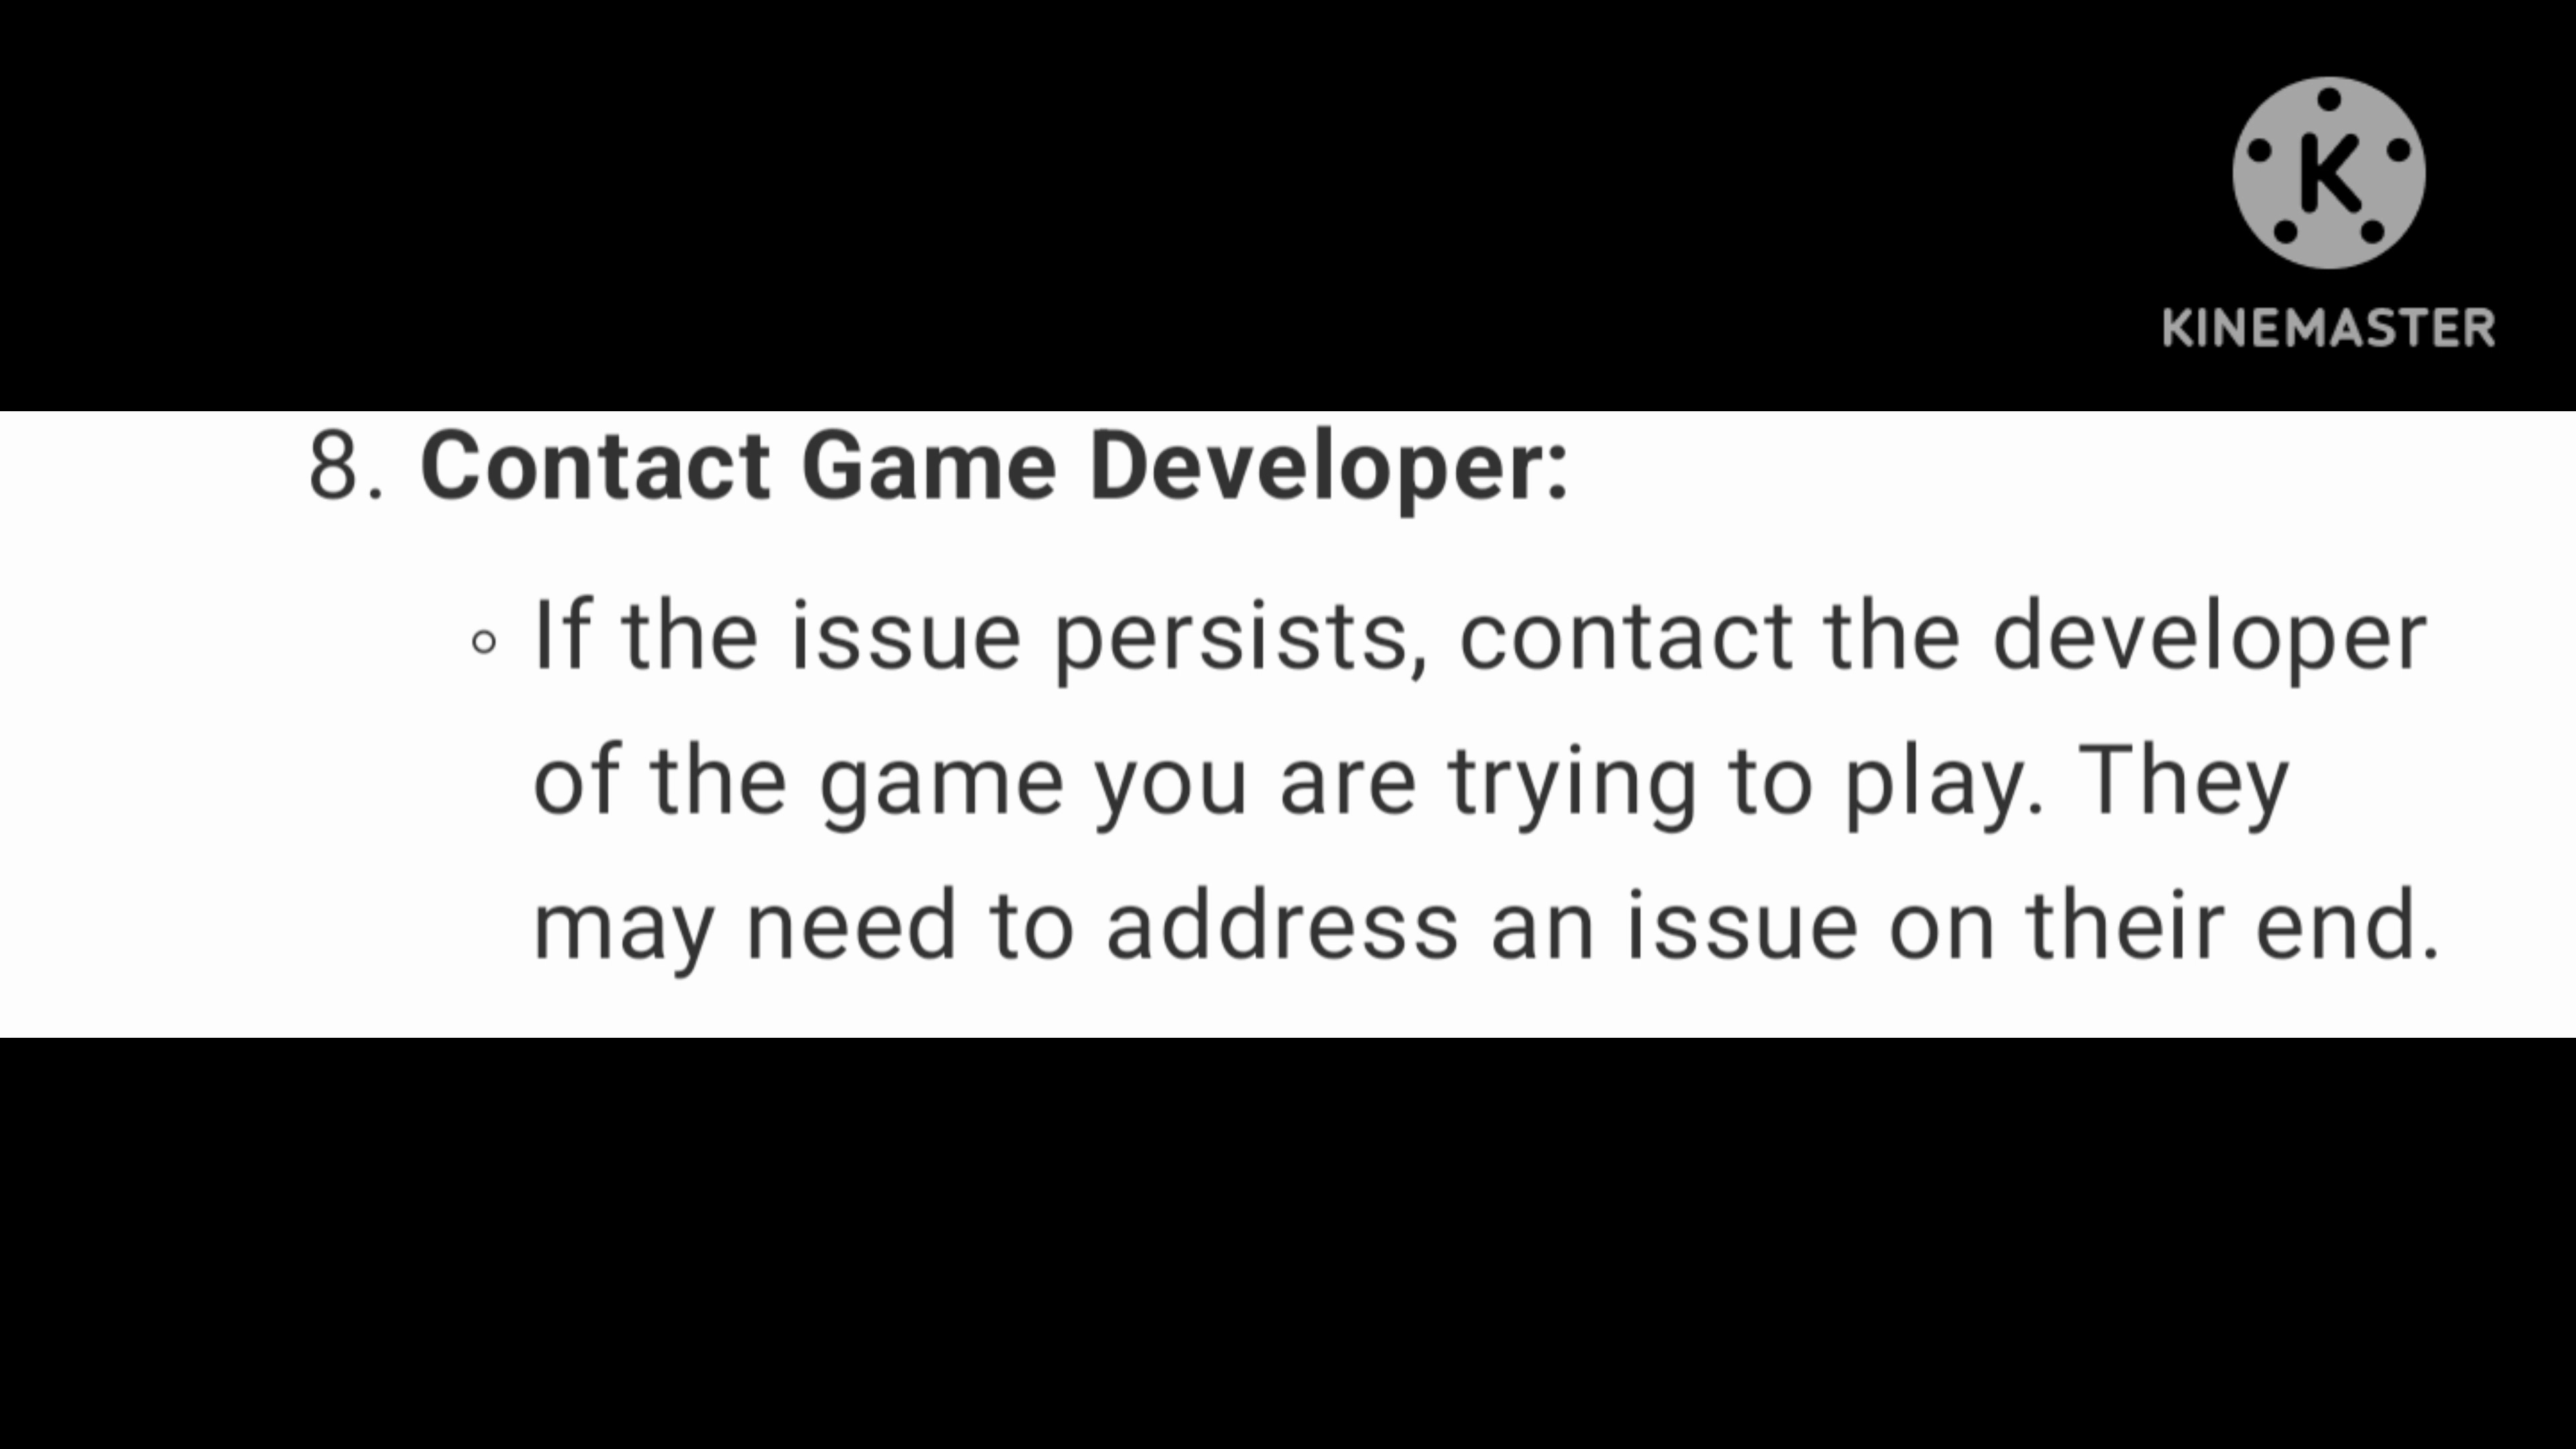 K
KINEMASTER
8. Contact Game Developer:
◦ If the issue persists, contact the developer
of the game you are trying to play. They
may need to address an issue on their end.